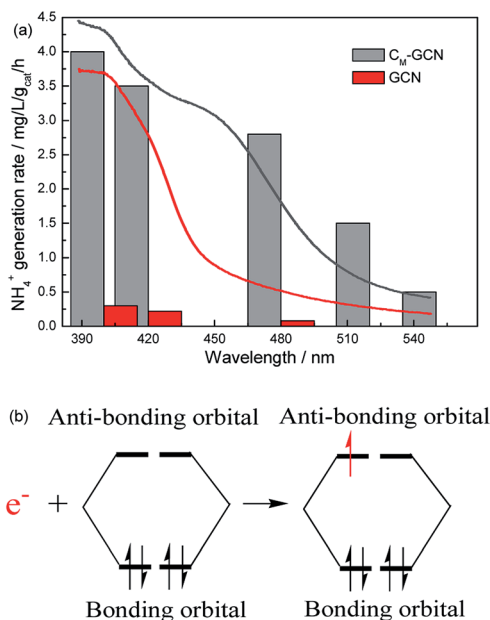 (a)
C_M-GCN
GCN
NH₄⁺ generation rate / mg/L/g_cat/h
4.5
4.0
3.5
3.0
2.5
2.0
1.5
1.0
0.5
0.0
390 420 450 480 510 540
Wavelength / nm
(b)
Anti-bonding orbital Anti-bonding orbital
e⁻ +
Bonding orbital Bonding orbital